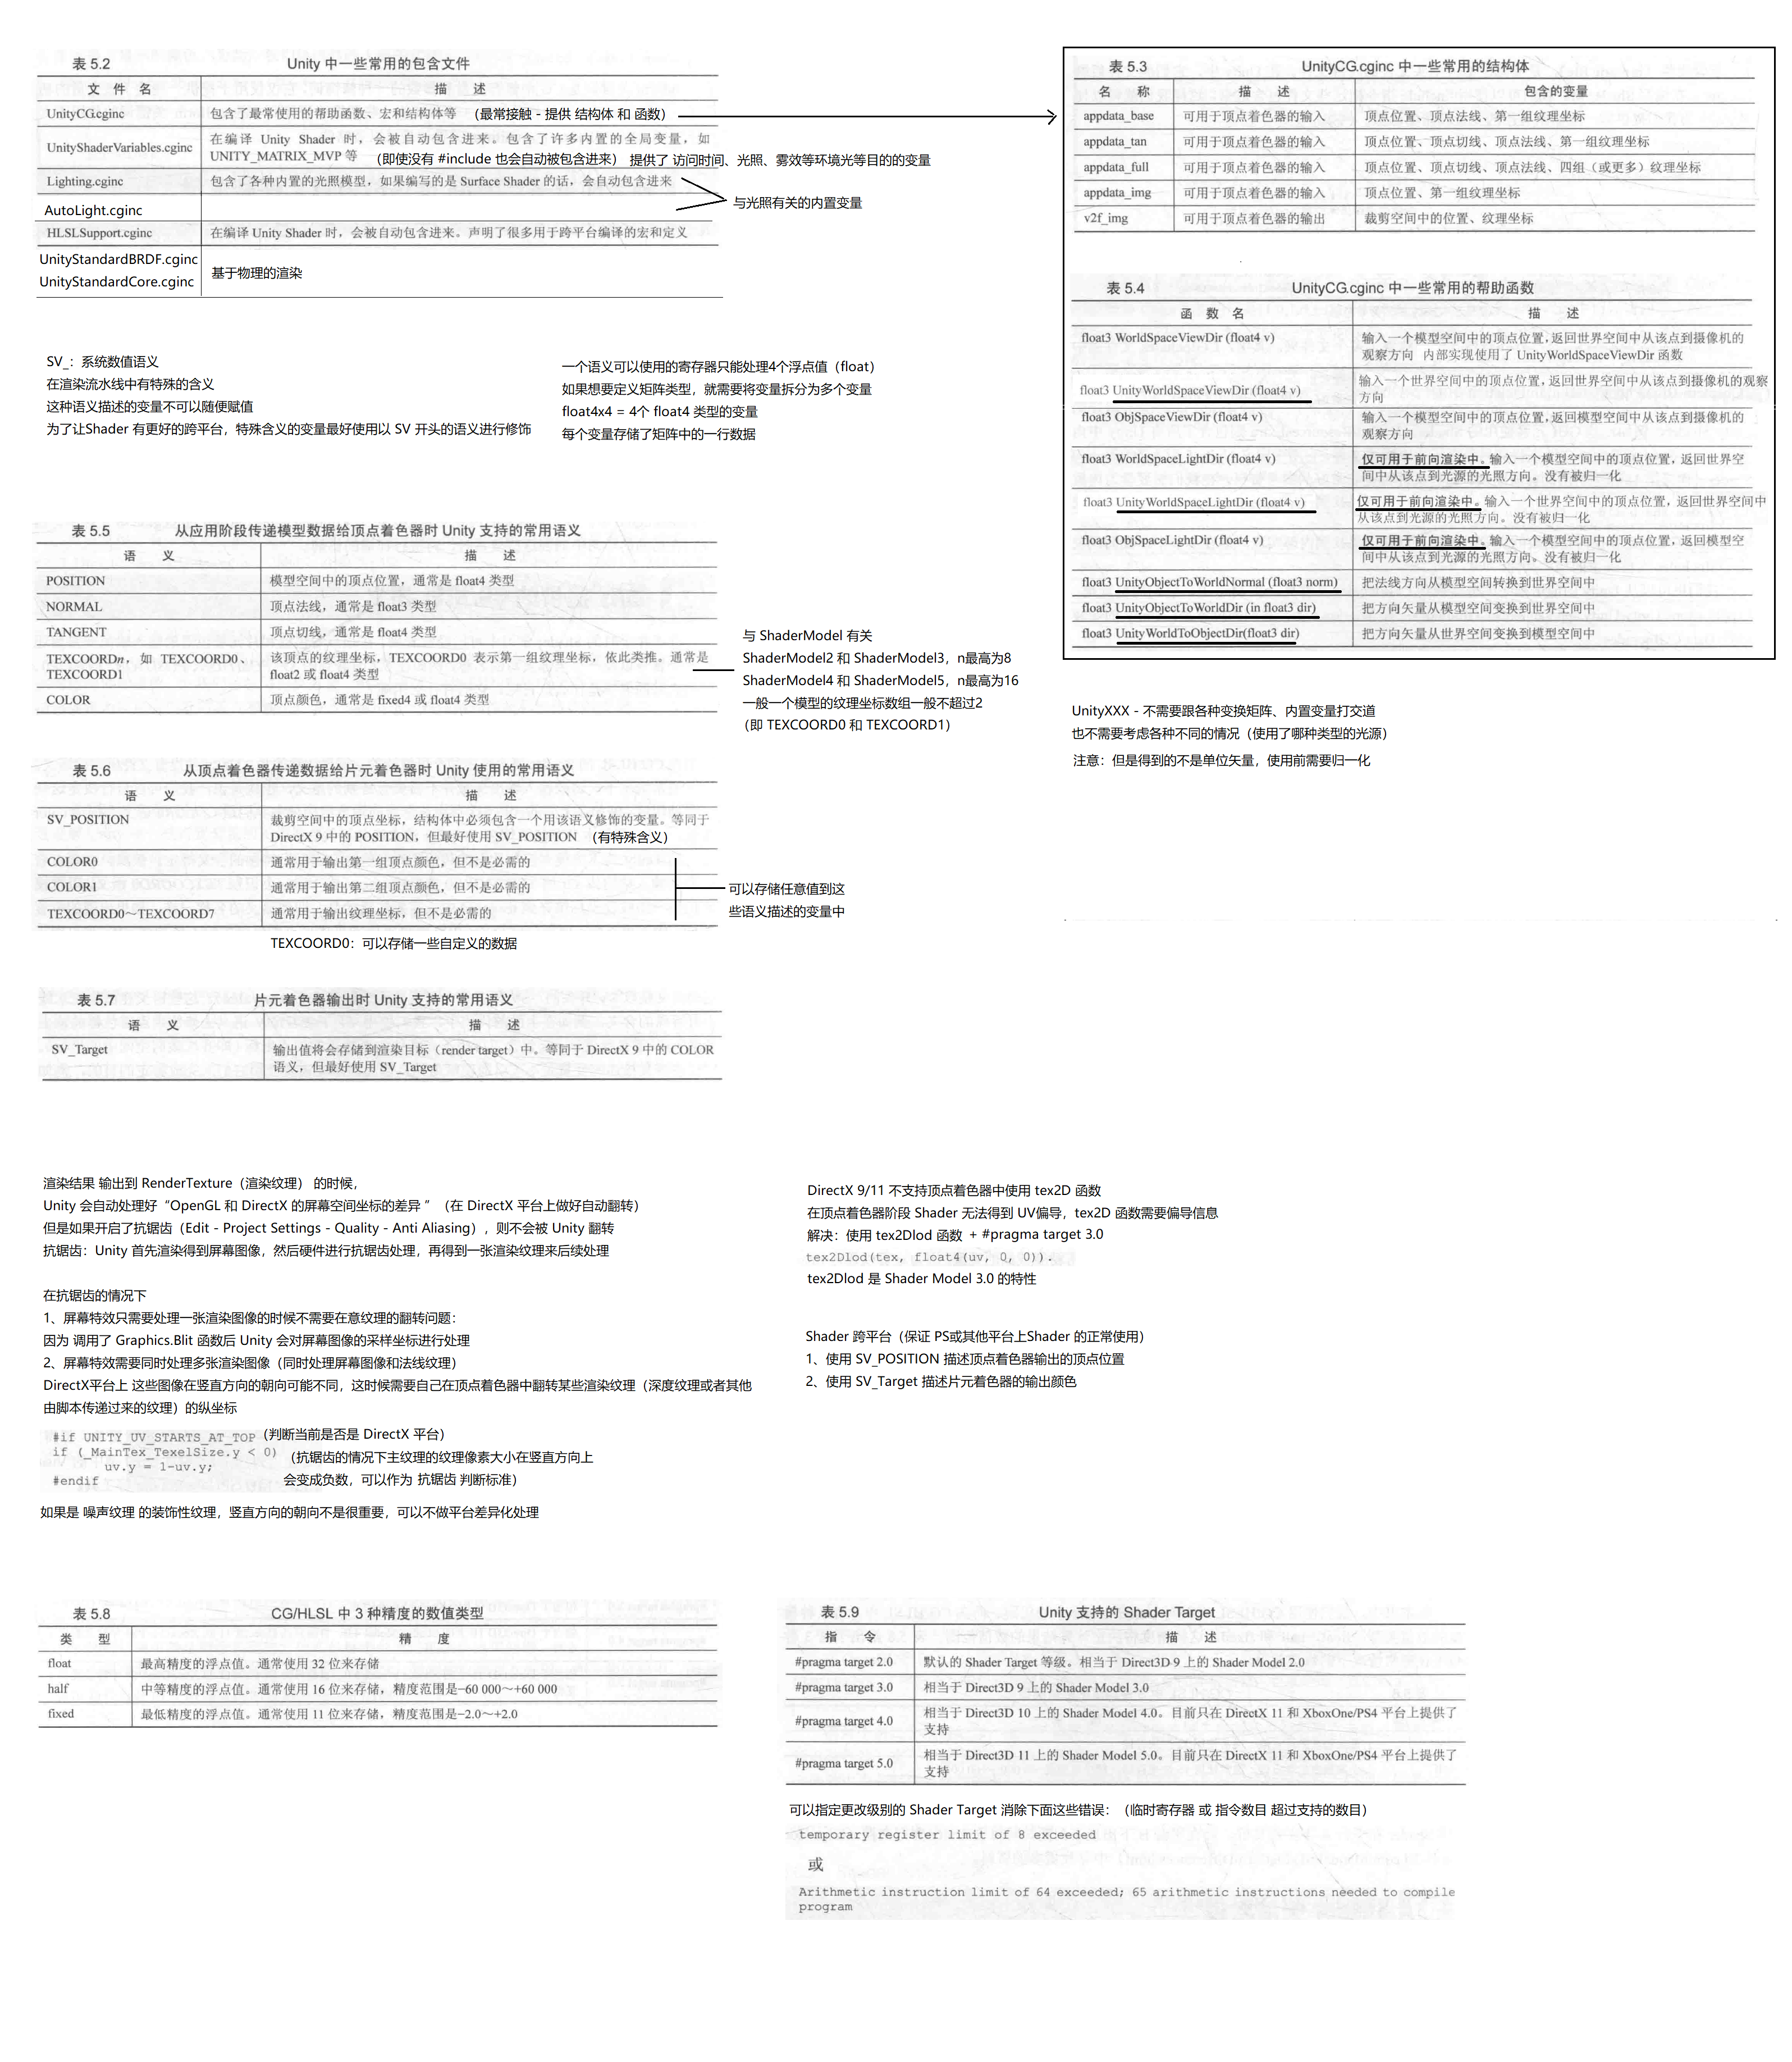 表 5.2 Unity 中一些常用的包含文件
文 件 名 描 述
UnityCG.cginc 包含了最常使用的帮助函数、宏和结构体等 （最常接触 - 提供 结构体 和 函数）
UnityShaderVariables.cginc 在编译 Unity Shader 时，会被自动包含进来。包含了许多内置的全局变量，如
UNITY_MATRIX_MVP 等 （即使没有 #include 也会自动被包含进来） 提供了 访问时间、光照、雾效等环境光等目的的变量
Lighting.cginc 包含了各种内置的光照模型，如果编写的是 Surface Shader 的话，会自动包含进来
与光照有关的内置变量
AutoLight.cginc
HLSLSupport.cginc 在编译 Unity Shader 时，会被自动包含进来。声明了很多用于跨平台编译的宏和定义
UnityStandardBRDF.cginc
UnityStandardCore.cginc
基于物理的渲染
表 5.3 UnityCG.cginc 中一些常用的结构体
名 称 描 述 包含的变量
appdata_base 可用于顶点着色器的输入 顶点位置、顶点法线、第一组纹理坐标
appdata_tan 可用于顶点着色器的输入 顶点位置、顶点切线、顶点法线、第一组纹理坐标
appdata_full 可用于顶点着色器的输入 顶点位置、顶点切线、顶点法线、四组（或更多）纹理坐标
appdata_img 可用于顶点着色器的输入 顶点位置、第一组纹理坐标
v2f_img 可用于顶点着色器的输出 裁剪空间中的位置、纹理坐标
表 5.4 UnityCG.cginc 中一些常用的帮助函数
函 数 名 描 述
float3 WorldSpaceViewDir (float4 v) 输入一个模型空间中的顶点位置，返回世界空间中从该点到摄像机的
观察方向 内部实现使用了 UnityWorldSpaceViewDir 函数
float3 UnityWorldSpaceViewDir (float4 v) 输入一个世界空间中的顶点位置，返回世界空间中从该点到摄像机的观察
方向
float3 ObjSpaceViewDir (float4 v) 输入一个模型空间中的顶点位置，返回模型空间中从该点到摄像机的
观察方向
float3 WorldSpaceLightDir (float4 v) 仅可用于前向渲染中。输入一个模型空间中的顶点位置，返回世界空
间中从该点到光源的光照方向。没有被归一化
float3 UnityWorldSpaceLightDir (float4 v) 仅可用于前向渲染中。输入一个世界空间中的顶点位置，返回世界空间中
从该点到光源的光照方向。没有被归一化
float3 ObjSpaceLightDir (float4 v) 仅可用于前向渲染中。输入一个模型空间中的顶点位置，返回模型空
间中从该点到光源的光照方向。没有被归一化
float3 UnityObjectToWorldNormal (float3 norm) 把法线方向从模型空间转换到世界空间中
float3 UnityObjectToWorldDir (in float3 dir) 把方向矢量从模型空间变换到世界空间中
float3 UnityWorldToObjectDir(float3 dir) 把方向矢量从世界空间变换到模型空间中
UnityXXX - 不需要跟各种变换矩阵、内置变量打交道
也不需要考虑各种不同的情况（使用了哪种类型的光源）
注意：但是得到的不是单位矢量，使用前需要归一化
SV_：系统数值语义
在渲染流水线中有特殊的含义
这种语义描述的变量不可以随便赋值
为了让Shader 有更好的跨平台，特殊含义的变量最好使用以 SV 开头的语义进行修饰
一个语义可以使用的寄存器只能处理4个浮点值（float）
如果想要定义矩阵类型，就需要将变量拆分为多个变量
float4x4 = 4个 float4 类型的变量
每个变量存储了矩阵中的一行数据
表 5.5 从应用阶段传递模型数据给顶点着色器时 Unity 支持的常用语义
语 义 描 述
POSITION 模型空间中的顶点位置，通常是 float4 类型
NORMAL 顶点法线，通常是 float3 类型
TANGENT 顶点切线，通常是 float4 类型
TEXCOORDn，如 TEXCOORD0、 该顶点的纹理坐标，TEXCOORD0 表示第一组纹理坐标，依此类推。通常是
TEXCOORD1 float2 或 float4 类型
COLOR 顶点颜色，通常是 fixed4 或 float4 类型
与 ShaderModel 有关
ShaderModel2 和 ShaderModel3，n最高为8
ShaderModel4 和 ShaderModel5，n最高为16
一般一个模型的纹理坐标数组一般不超过2
（即 TEXCOORD0 和 TEXCOORD1）
表 5.6 从顶点着色器传递数据给片元着色器时 Unity 使用的常用语义
语 义 描 述
SV_POSITION 裁剪空间中的顶点坐标，结构体中必须包含一个用该语义修饰的变量。等同于
DirectX 9 中的 POSITION，但最好使用 SV_POSITION （有特殊含义）
COLOR0 通常用于输出第一组顶点颜色，但不是必需的
COLOR1 通常用于输出第二组顶点颜色，但不是必需的
TEXCOORD0～TEXCOORD7 通常用于输出纹理坐标，但不是必需的
可以存储任意值到这
些语义描述的变量中
TEXCOORD0：可以存储一些自定义的数据
表 5.7 片元着色器输出时 Unity 支持的常用语义
语 义 描 述
SV_Target 输出值将会存储到渲染目标（render target）中。等同于 DirectX 9 中的 COLOR
语义，但最好使用 SV_Target
渲染结果 输出到 RenderTexture（渲染纹理） 的时候，
Unity 会自动处理好“OpenGL 和 DirectX 的屏幕空间坐标的差异 ”（在 DirectX 平台上做好自动翻转）
但是如果开启了抗锯齿（Edit - Project Settings - Quality - Anti Aliasing），则不会被 Unity 翻转
抗锯齿：Unity 首先渲染得到屏幕图像，然后硬件进行抗锯齿处理，再得到一张渲染纹理来后续处理
在抗锯齿的情况下
1、屏幕特效只需要处理一张渲染图像的时候不需要在意纹理的翻转问题：
因为 调用了 Graphics.Blit 函数后 Unity 会对屏幕图像的采样坐标进行处理
2、屏幕特效需要同时处理多张渲染图像（同时处理屏幕图像和法线纹理）
DirectX平台上 这些图像在竖直方向的朝向可能不同，这时候需要自己在顶点着色器中翻转某些渲染纹理（深度纹理或者其他
由脚本传递过来的纹理）的纵坐标
#if UNITY_UV_STARTS_AT_TOP （判断当前是否是 DirectX 平台）
if (_MainTex_TexelSize.y < 0) （抗锯齿的情况下主纹理的纹理像素大小在竖直方向上
uv.y = 1-uv.y;
#endif 会变成负数，可以作为 抗锯齿 判断标准）
如果是 噪声纹理 的装饰性纹理，竖直方向的朝向不是很重要，可以不做平台差异化处理
DirectX 9/11 不支持顶点着色器中使用 tex2D 函数
在顶点着色器阶段 Shader 无法得到 UV偏导，tex2D 函数需要偏导信息
解决：使用 tex2Dlod 函数 + #pragma target 3.0
tex2Dlod(tex, float4(uv, 0, 0)).
tex2Dlod 是 Shader Model 3.0 的特性
Shader 跨平台（保证 PS或其他平台上Shader 的正常使用）
1、使用 SV_POSITION 描述顶点着色器输出的顶点位置
2、使用 SV_Target 描述片元着色器的输出颜色
表 5.8 CG/HLSL 中 3 种精度的数值类型
类 型 精 度
float 最高精度的浮点值。通常使用 32 位来存储
half 中等精度的浮点值。通常使用 16 位来存储，精度范围是−60 000～+60 000
fixed 最低精度的浮点值。通常使用 11 位来存储，精度范围是−2.0～+2.0
表 5.9 Unity 支持的 Shader Target
指 令 描 述
#pragma target 2.0 默认的 Shader Target 等级。相当于 Direct3D 9 上的 Shader Model 2.0
#pragma target 3.0 相当于 Direct3D 9 上的 Shader Model 3.0
#pragma target 4.0 相当于 Direct3D 10 上的 Shader Model 4.0。目前只在 DirectX 11 和 XboxOne/PS4 平台上提供了
支持
#pragma target 5.0 相当于 Direct3D 11 上的 Shader Model 5.0。目前只在 DirectX 11 和 XboxOne/PS4 平台上提供了
支持
可以指定更改级别的 Shader Target 消除下面这些错误：（临时寄存器 或 指令数目 超过支持的数目）
temporary register limit of 8 exceeded
或
Arithmetic instruction limit of 64 exceeded; 65 arithmetic instructions needed to compile
program